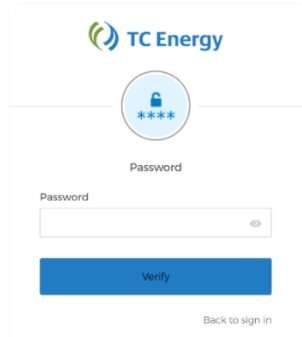 TC Energy
****
Password
Password
Verify
Back to sign in